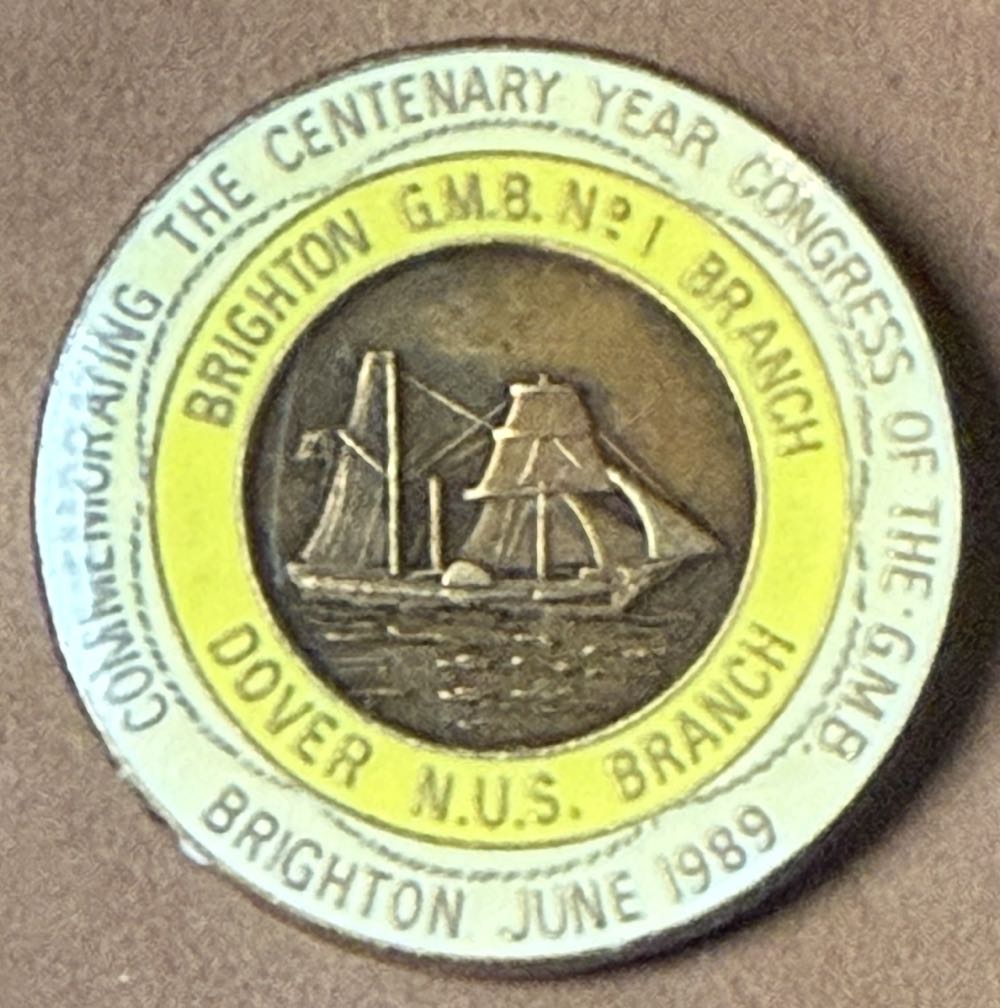 COMMEMORATING THE CENTENARY YEAR CONGRESS OF THE G.M.B.
BRIGHTON JUNE 1989
BRIGHTON G.M.B. Nº 1 BRANCH
DOVER N.U.S. BRANCH